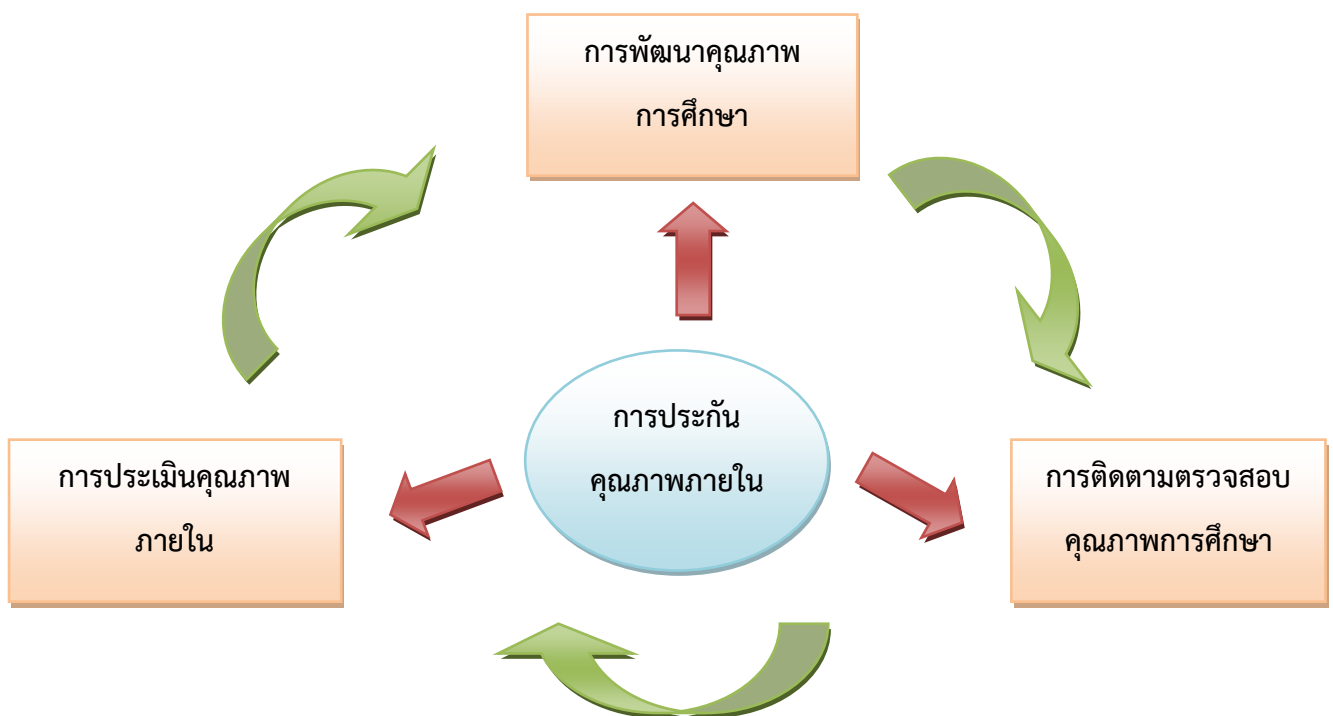 การพัฒนาคุณภาพ
การศึกษา
การประกัน
คุณภาพภายใน
การประเมินคุณภาพ
ภายใน
การติดตามตรวจสอบ
คุณภาพการศึกษา